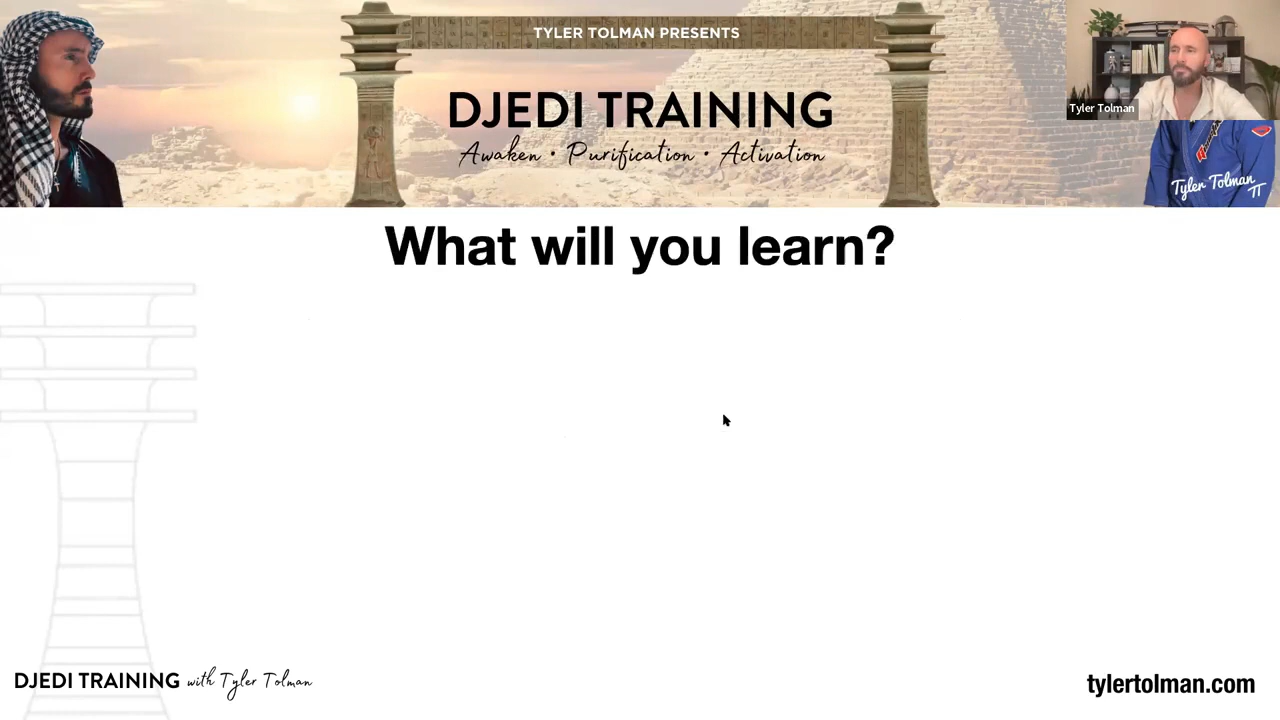 TYLER TOLMAN PRESENTS
DJEDI TRAINING
Awaken • Purification • Activation
Tyler Tolman
Tyler Tolman
TT
What will you learn?
DJEDI TRAINING with Tyler Tolman
tylertolman.com